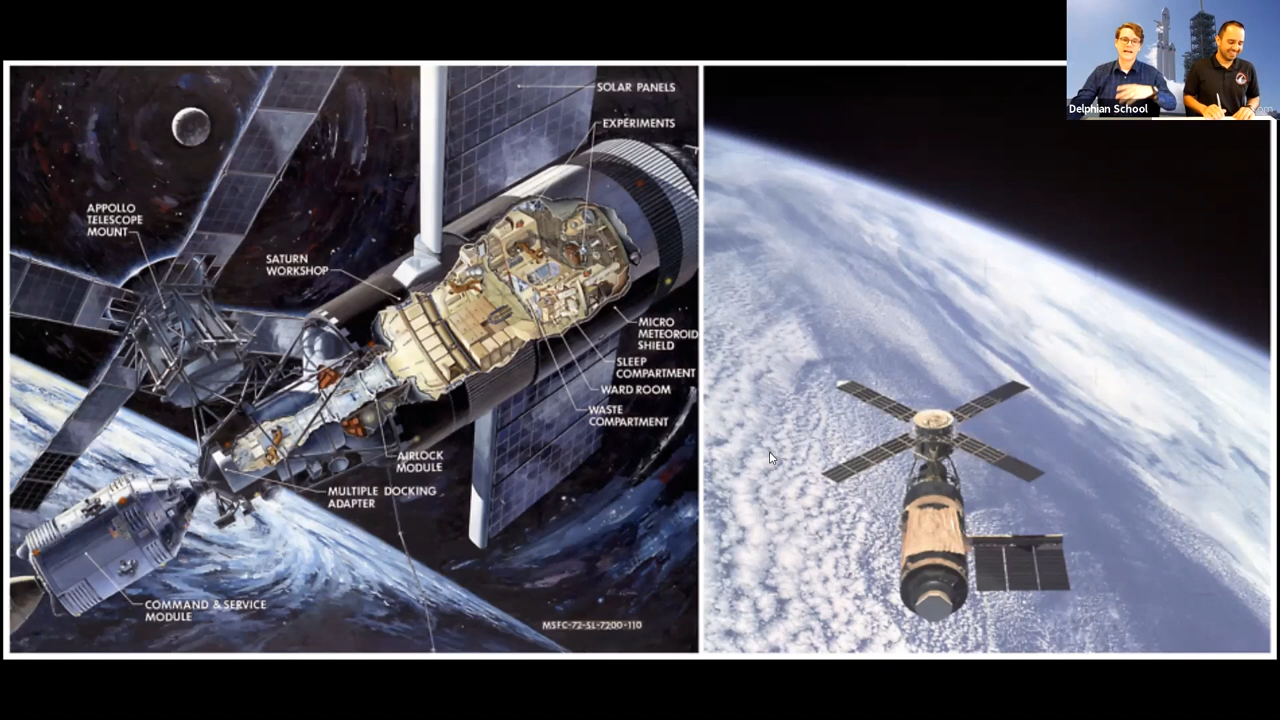 SOLAR PANELS
EXPERIMENTS
APPOLLO
TELESCOPE
MOUNT
SATURN
WORKSHOP
MICRO
METEOROID
SHIELD
SLEEP
COMPARTMENT
WARD ROOM
WASTE
COMPARTMENT
AIRLOCK
MODULE
MULTIPLE DOCKING
ADAPTER
COMMAND & SERVICE
MODULE
MSFC-72-SL-7200-110
Delphian School